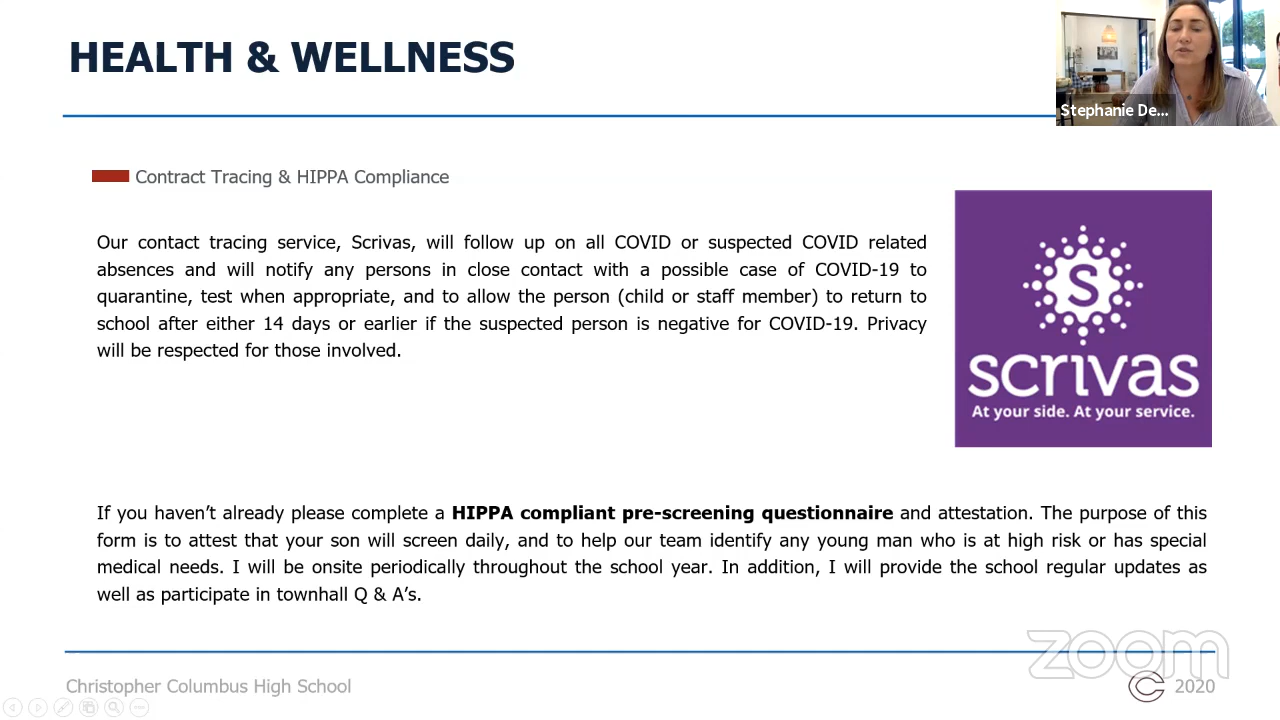 HEALTH & WELLNESS
Stephanie De...
Contract Tracing & HIPPA Compliance
Our contact tracing service, Scrivas, will follow up on all COVID or suspected COVID related
absences and will notify any persons in close contact with a possible case of COVID-19 to
quarantine, test when appropriate, and to allow the person (child or staff member) to return to
school after either 14 days or earlier if the suspected person is negative for COVID-19. Privacy
will be respected for those involved.
S
scrivas
At your side. At your service.
If you haven’t already please complete a HIPPA compliant pre-screening questionnaire and attestation. The purpose of this
form is to attest that your son will screen daily, and to help our team identify any young man who is at high risk or has special
medical needs. I will be onsite periodically throughout the school year. In addition, I will provide the school regular updates as
well as participate in townhall Q & A’s.
zoom
Christopher Columbus High School
C 2020